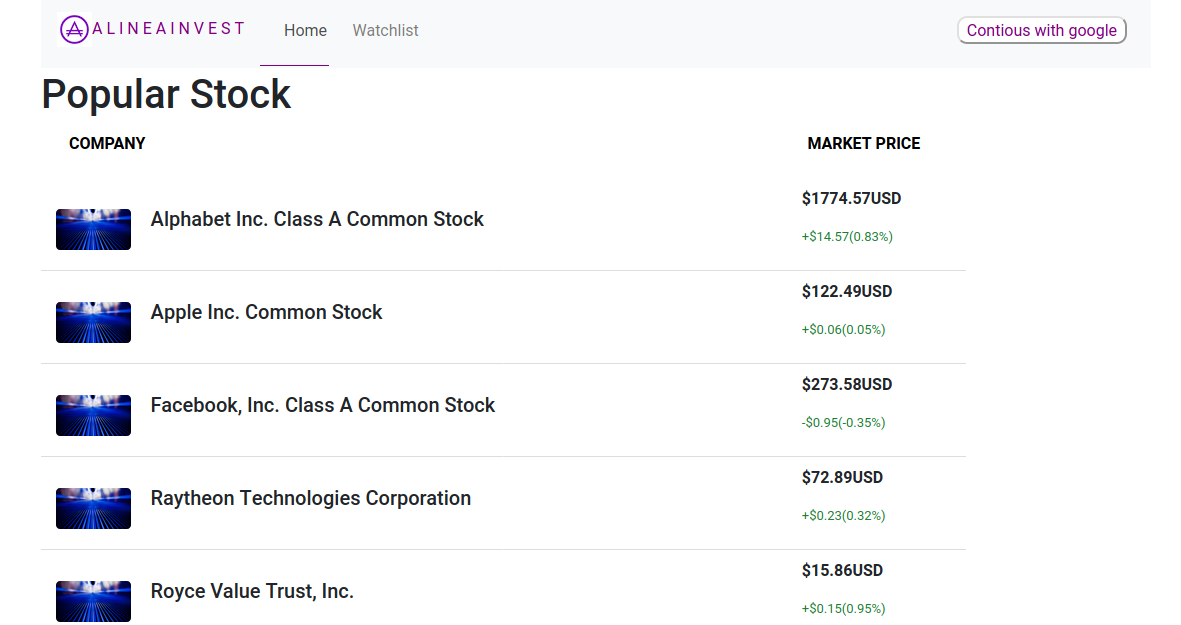 ALINEAINVEST Home Watchlist Contious with google
Popular Stock
COMPANY MARKET PRICE
Alphabet Inc. Class A Common Stock
$1774.57USD
+$14.57(0.83%)
Apple Inc. Common Stock
$122.49USD
+$0.06(0.05%)
Facebook, Inc. Class A Common Stock
$273.58USD
-$0.95(-0.35%)
Raytheon Technologies Corporation
$72.89USD
+$0.23(0.32%)
Royce Value Trust, Inc.
$15.86USD
+$0.15(0.95%)